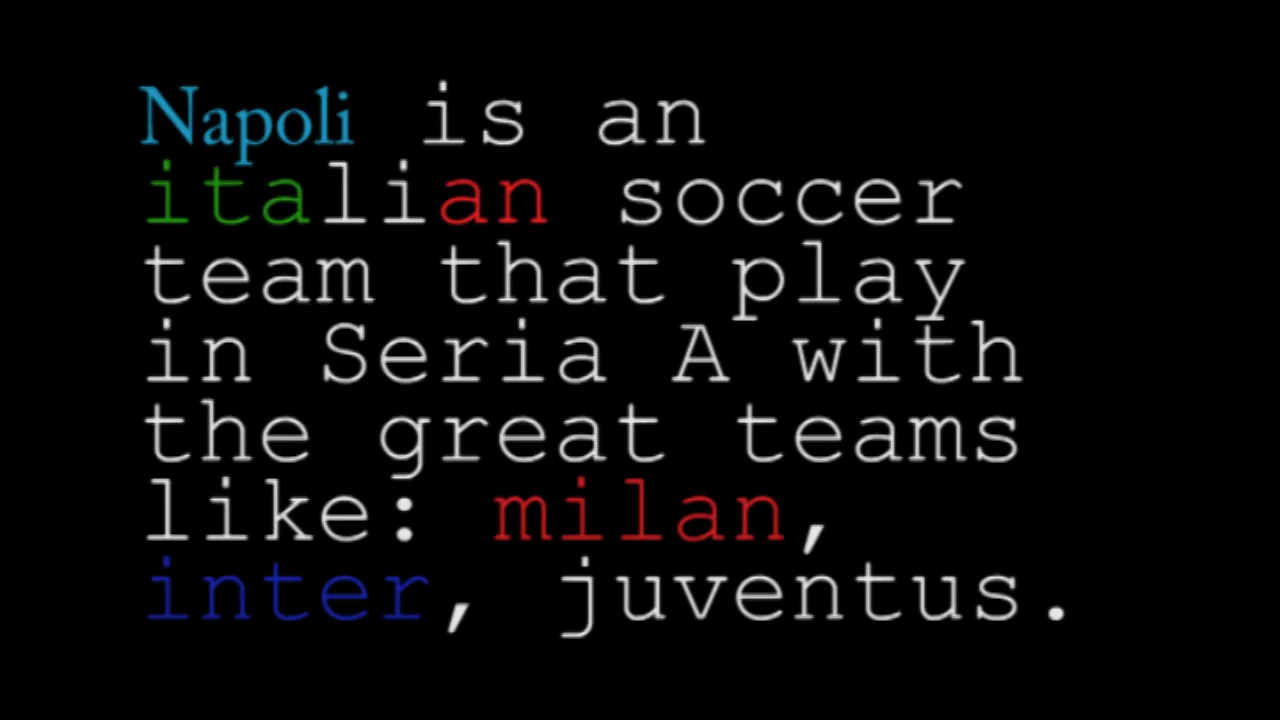 Napoli is an
italian soccer
team that play
in Seria A with
the great teams
like: milan,
inter, juventus.